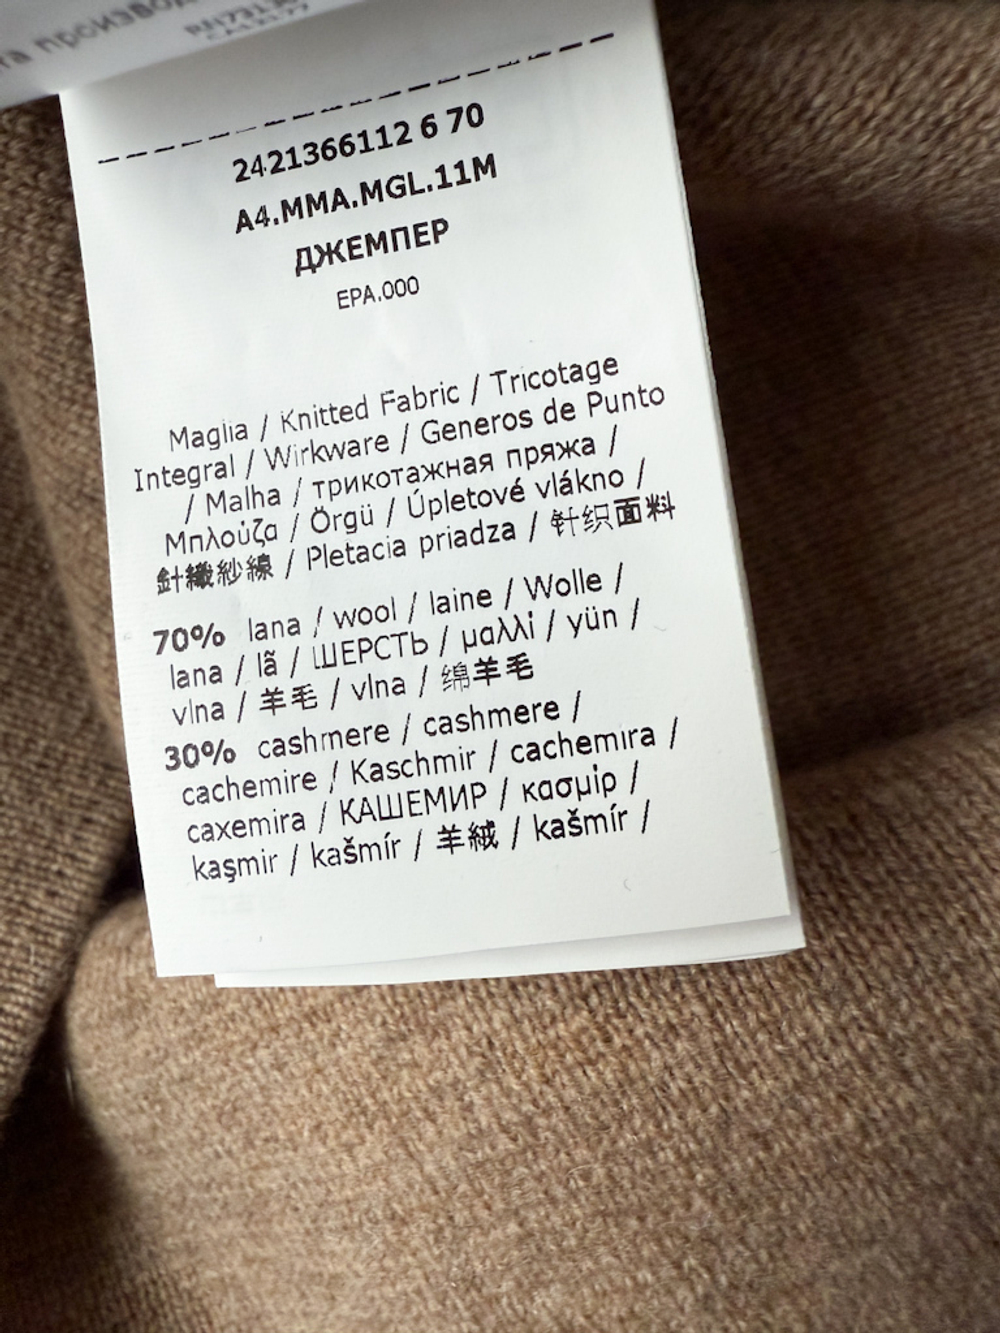 производ
2421366112 6 70
A4.MMA.MGL.11M
ДЖЕМПЕР
EPA.000
Maglia / Knitted Fabric / Tricotage
Integral / Wirkware / Generos de Punto
/ Malha / трикотажная пряжа /
Μπλούζα / Örgü / Úpletové vlákno /
針織紗線 / Pletacia priadza / 针织面料
70% lana / wool / laine / Wolle /
lana / lã / ШЕРСТЬ / μαλλί / yün /
vlna / 羊毛 / vlna / 绵羊毛
30% cashmere / cashmere /
cachemire / Kaschmir / cachemira /
caxemira / КАШЕМИР / κασμίρ /
kaşmir / kašmír / 羊絨 / kašmír /